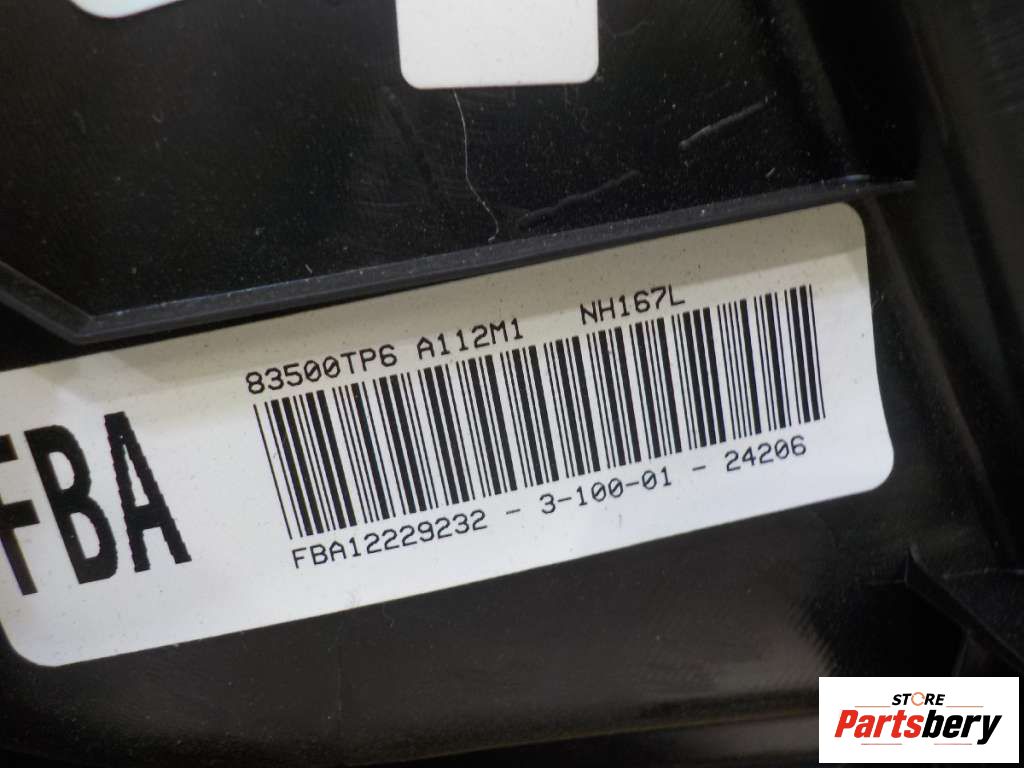 83500TP6 A112M1 NH167L
FBA
FBA12229232 - 3-100-01 - 24206
STORE
Partsbery